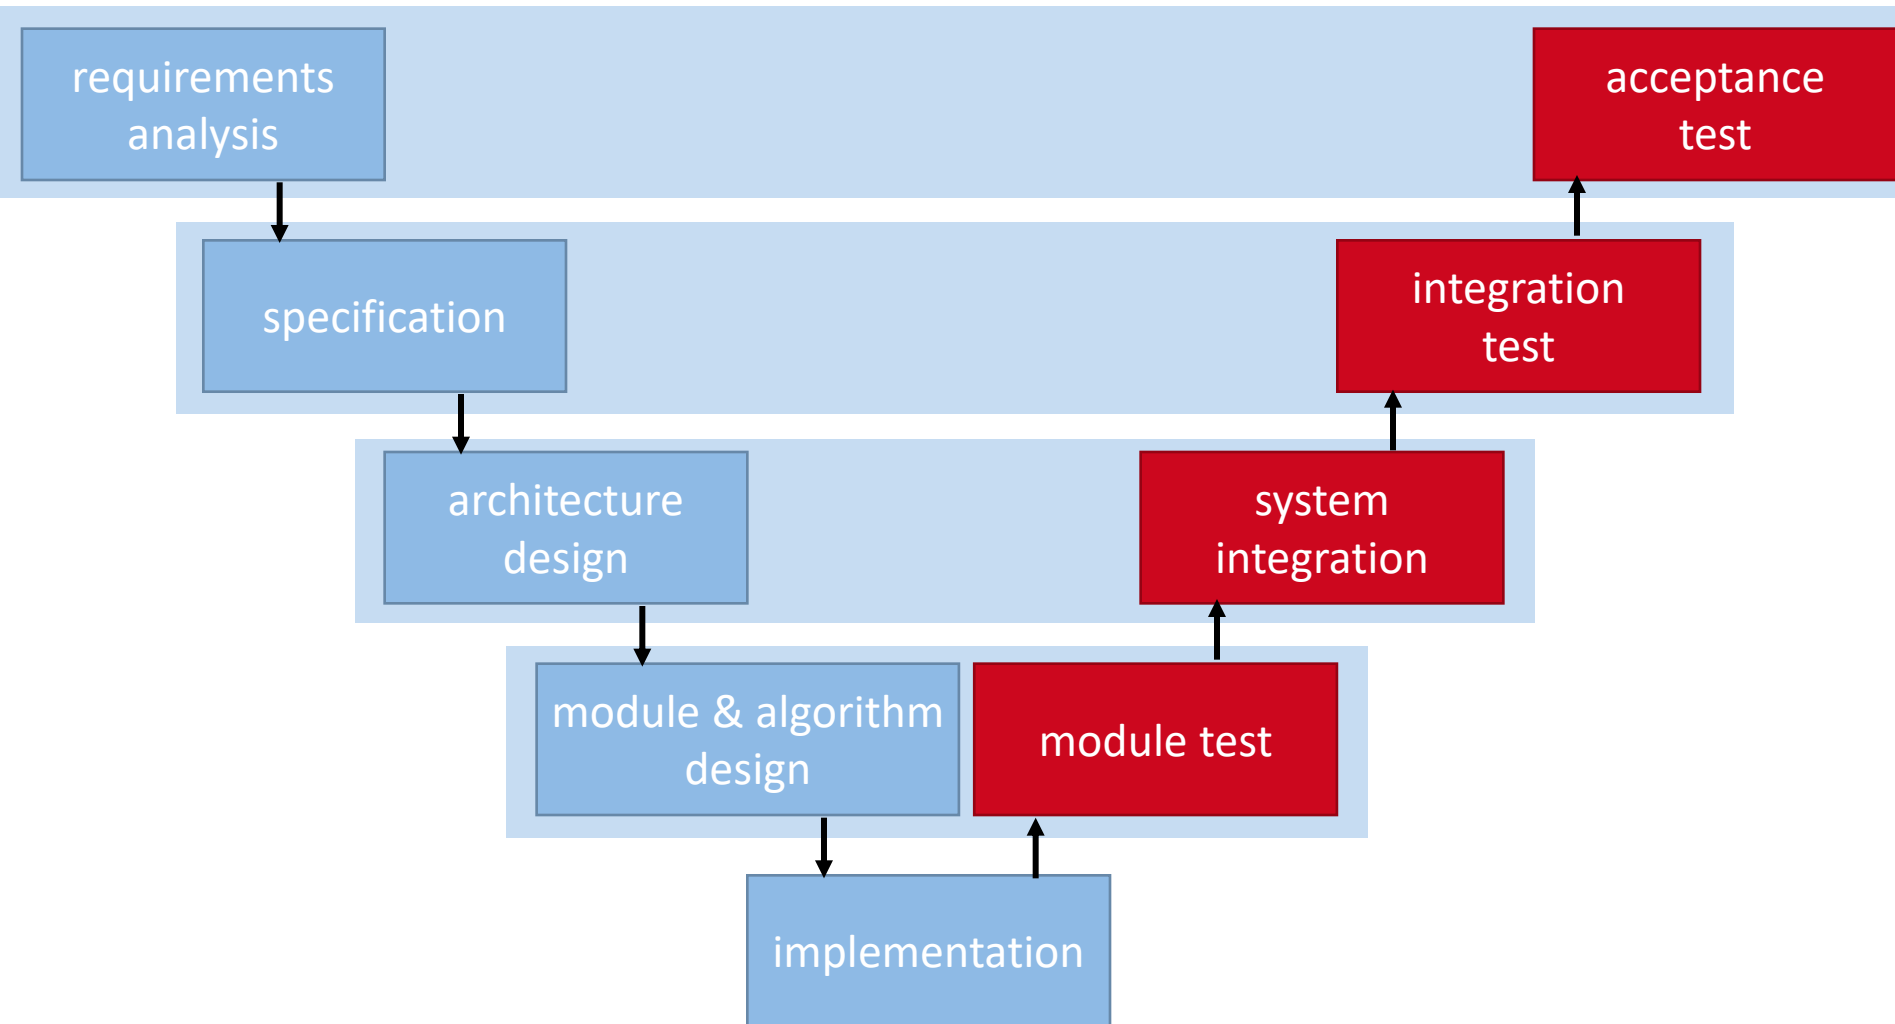 requirements
analysis
acceptance
test
specification
integration
test
architecture
design
system
integration
module & algorithm
design
module test
implementation